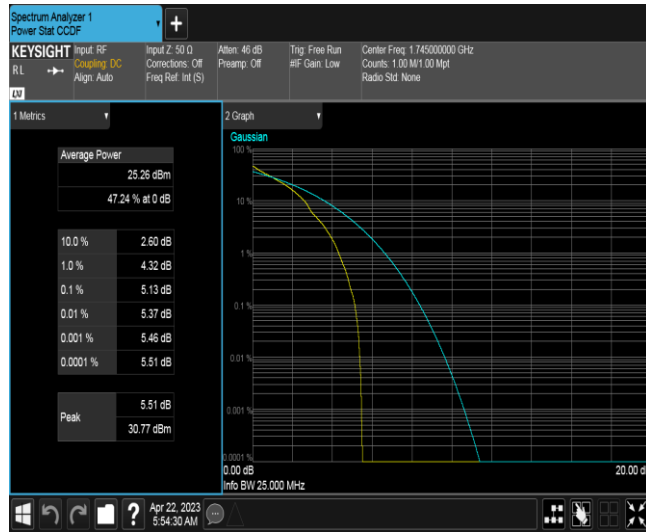 Spectrum Analyzer 1
Power Stat CCDF
+
KEYSIGHT
RL
LXI
Input: RF
Coupling: DC
Align: Auto
Input Z: 50 Ω
Corrections: Off
Freq Ref: Int (S)
Atten: 46 dB
Preamp: Off
Trig: Free Run
#IF Gain: Low
Center Freq: 1.745000000 GHz
Counts: 1.00 M/1.00 Mpt
Radio Std: None
1 Metrics
Average Power
25.26 dBm
47.24 % at 0 dB
10.0 % 2.60 dB
1.0 % 4.32 dB
0.1 % 5.13 dB
0.01 % 5.37 dB
0.001 % 5.46 dB
0.0001 % 5.51 dB
Peak
5.51 dB
30.77 dBm
2 Graph
Gaussian
100 %
10 %
1 %
0.1 %
0.01 %
0.001 %
0.0001 %
0.00 dB
20.00 d
Info BW 25.000 MHz
?
Apr 22, 2023
5:54:30 AM